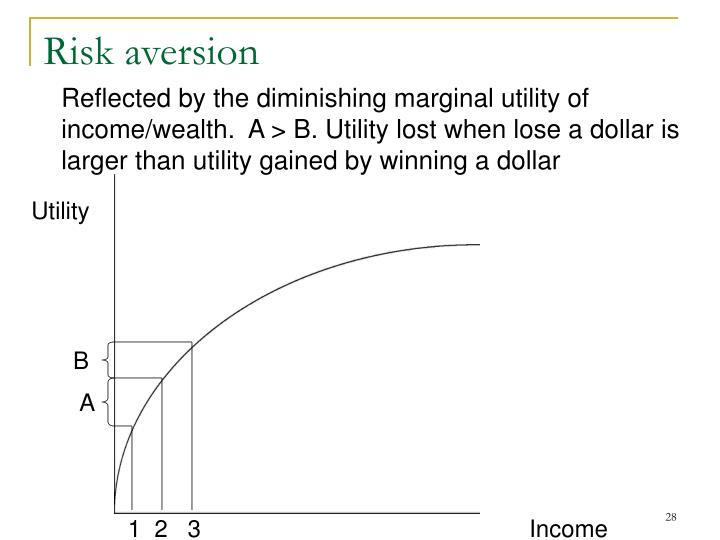 Risk aversion
Reflected by the diminishing marginal utility of
income/wealth.  A > B. Utility lost when lose a dollar is
larger than utility gained by winning a dollar
Utility
B
A
1 2 3
Income
28